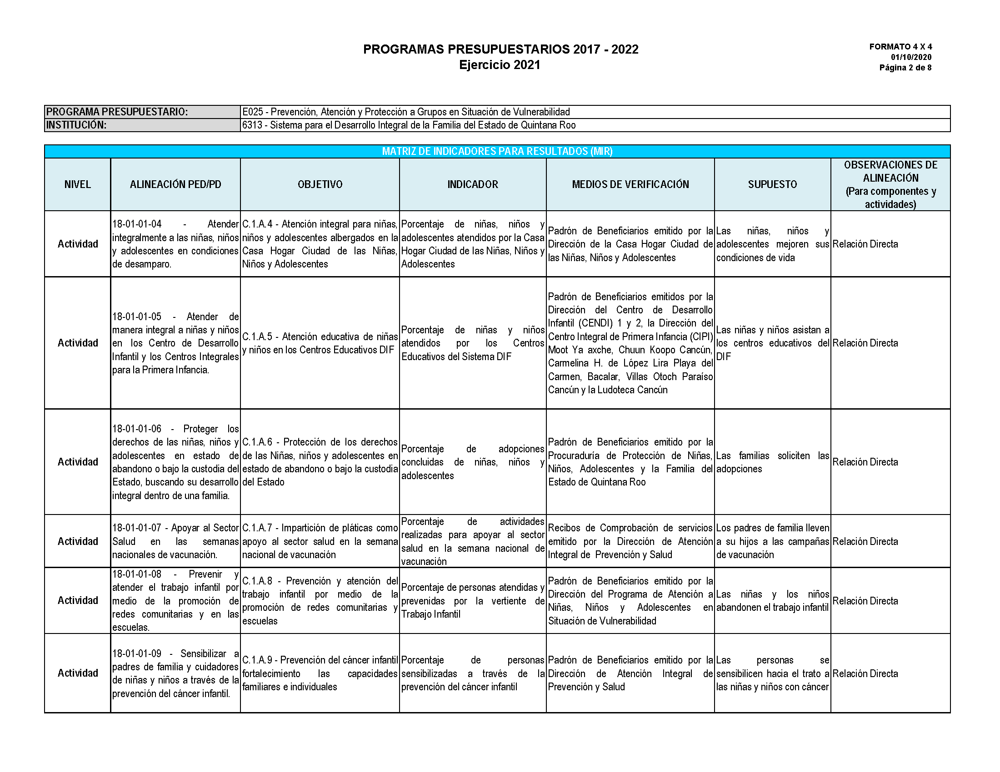 PROGRAMAS PRESUPUESTARIOS 2017 - 2022
Ejercicio 2021
FORMATO 4 X 4
01/10/2020
Página 2 de 8
PROGRAMA PRESUPUESTARIO: E025 - Prevención, Atención y Protección a Grupos en Situación de Vulnerabilidad
INSTITUCIÓN: 6313 - Sistema para el Desarrollo Integral de la Familia del Estado de Quintana Roo
MATRIZ DE INDICADORES PARA RESULTADOS (MIR)
NIVEL
ALINEACIÓN PED/PD
OBJETIVO
INDICADOR
MEDIOS DE VERIFICACIÓN
SUPUESTO
OBSERVACIONES DE
ALINEACIÓN
(Para componentes y
actividades)
Actividad
18-01-01-04 - Atender
integralmente a las niñas, niños
y adolescentes en condiciones
de desamparo.
C.1.A.4 - Atención integral para niñas,
niños y adolescentes albergados en la
Casa Hogar Ciudad de las Niñas,
Niños y Adolescentes
Porcentaje de niñas, niños y
adolescentes atendidos por la Casa
Hogar Ciudad de las Niñas, Niños y
Adolescentes
Padrón de Beneficiarios emitido por la
Dirección de la Casa Hogar Ciudad de
las Niñas, Niños y Adolescentes
Las niñas, niños y
adolescentes mejoren sus
condiciones de vida
Relación Directa
Actividad
18-01-01-05 - Atender de
manera integral a niñas y niños
en los Centro de Desarrollo
Infantil y los Centros Integrales
para la Primera Infancia.
C.1.A.5 - Atención educativa de niñas
y niños en los Centros Educativos DIF
Porcentaje de niñas y niños
atendidos por los Centros
Educativos del Sistema DIF
Padrón de Beneficiarios emitidos por la
Dirección del Centro de Desarrollo
Infantil (CENDI) 1 y 2, la Dirección del
Centro Integral de Primera Infancia (CIPI)
Moot Ya axche, Chuun Koopo Cancún,
Carmelina H. de López Lira Playa del
Carmen, Bacalar, Villas Otoch Paraíso
Cancún y la Ludoteca Cancún
Las niñas y niños asistan a
los centros educativos del
DIF
Relación Directa
Actividad
18-01-01-06 - Proteger los
derechos de las niñas, niños y
adolescentes en estado de
abandono o bajo la custodia del
Estado, buscando su desarrollo
integral dentro de una familia.
C.1.A.6 - Protección de los derechos
de las Niñas, niños y adolescentes en
estado de abandono o bajo la custodia
del Estado
Porcentaje de adopciones
concluidas de niñas, niños y
adolescentes
Padrón de Beneficiarios emitido por la
Procuraduría de Protección de Niñas,
Niños, Adolescentes y la Familia del
Estado de Quintana Roo
Las familias soliciten las
adopciones
Relación Directa
Actividad
18-01-01-07 - Apoyar al Sector
Salud en las semanas
nacionales de vacunación.
C.1.A.7 - Impartición de pláticas como
apoyo al sector salud en la semana
nacional de vacunación
Porcentaje de actividades
realizadas para apoyar al sector
salud en la semana nacional de
vacunación
Recibos de Comprobación de servicios
emitido por la Dirección de Atención
Integral de Prevención y Salud
Los padres de familia lleven
a su hijos a las campañas
de vacunación
Relación Directa
Actividad
18-01-01-08 - Prevenir y
atender el trabajo infantil por
medio de la promoción de
redes comunitarias y en las
escuelas.
C.1.A.8 - Prevención y atención del
trabajo infantil por medio de la
promoción de redes comunitarias y
escuelas
Porcentaje de personas atendidas y
prevenidas por la vertiente de
Trabajo Infantil
Padrón de Beneficiarios emitido por la
Dirección del Programa de Atención a
Niñas, Niños y Adolescentes en
Situación de Vulnerabilidad
Las niñas y los niños
abandonen el trabajo infantil
Relación Directa
Actividad
18-01-01-09 - Sensibilizar a
padres de familia y cuidadores
de niñas y niños a través de la
prevención del cáncer infantil.
C.1.A.9 - Prevención del cáncer infantil
fortalecimiento las capacidades
familiares e individuales
Porcentaje de personas
sensibilizadas a través de la
prevención del cáncer infantil
Padrón de Beneficiarios emitido por la
Dirección de Atención Integral de
Prevención y Salud
Las personas se
sensibilicen hacia el trato a
las niñas y niños con cáncer
Relación Directa